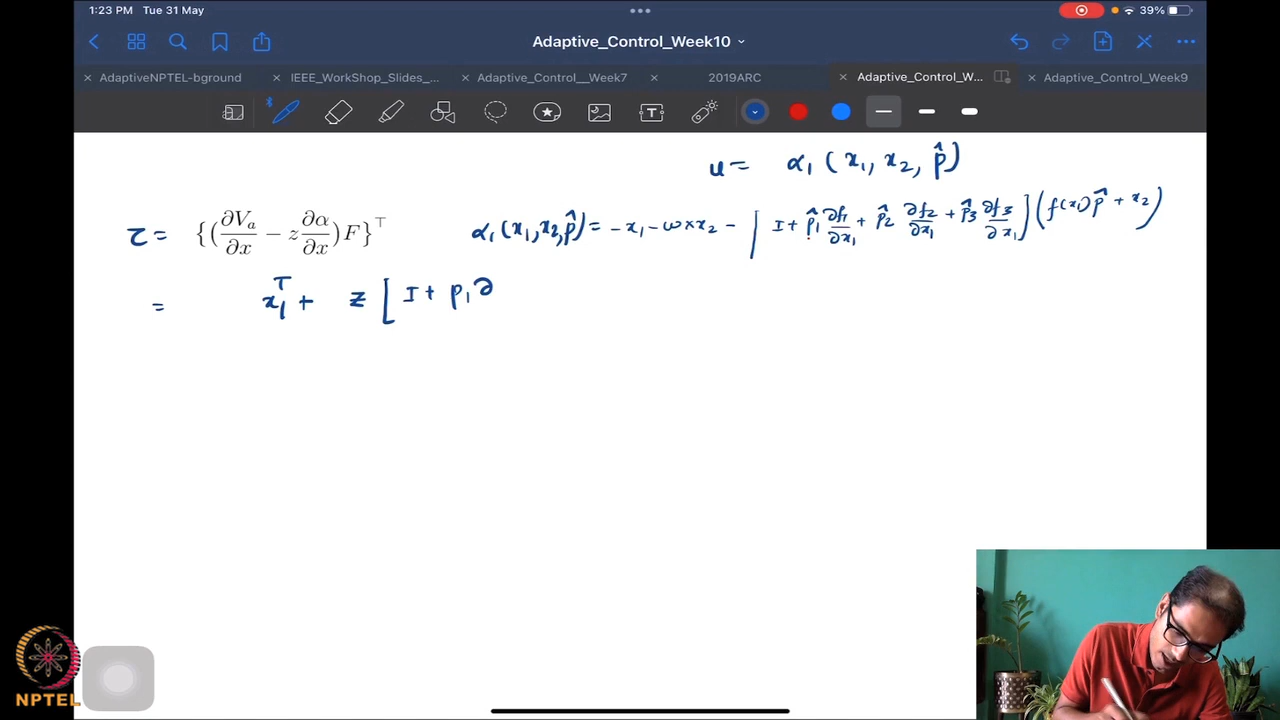 1:23 PM Tue 31 May
39%
Adaptive_Control_Week10
AdaptiveNPTEL-bground
IEEE_WorkShop_Slides_...
Adaptive_Control__Week7
2019ARC
Adaptive_Control_W...
Adaptive_Control_Week9
u = α₁ (x₁, x₂, p̂)
τ = {(∂Vₐ/∂x − z ∂α/∂x)F}ᵀ
α₁(x₁,x₂,p̂) = −x₁ − ω×x₂ − [I + p̂₁ ∂f₁/∂x₁ + p̂₂ ∂f₂/∂x₁ + p̂₃ ∂f₃/∂x₁](f(x₁)p̂ + x₂)
= x₁ᵀ + z [I + p₁∂
NPTEL